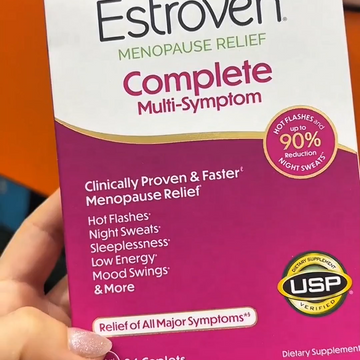 Estroven®
MENOPAUSE RELIEF
Complete
Multi-Symptom
HOT FLASHES and
up to
90%
Reduction
NIGHT SWEATS
Clinically Proven & Faster
Menopause Relief
Hot Flashes
Night Sweats
Sleeplessness
Low Energy
Mood Swings
& More
DIETARY SUPPLEMENT
USP
VERIFIED
Relief of All Major Symptoms
Caplets
Dietary Supplement